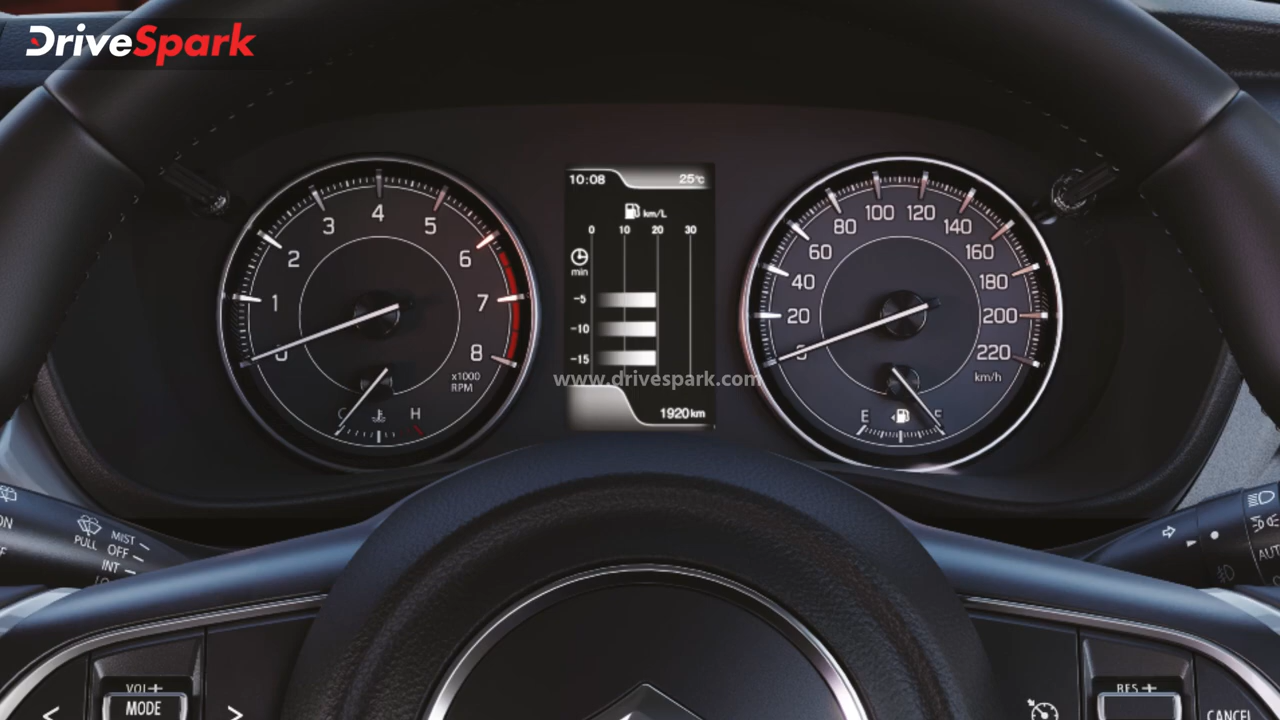 DriveSpark
10:08 25°C
km/L
0 10 20 30
min
-5
-10
-15
1920km
0 1 2 3 4 5 6 7 8
x1000
RPM
C H
20 40 60 80 100 120 140 160 180 200 220
km/h
E F
www.drivespark.com
ON
PULL
MIST
OFF
INT
AUT
VOL+
MODE
< >
RES+
CANCEL